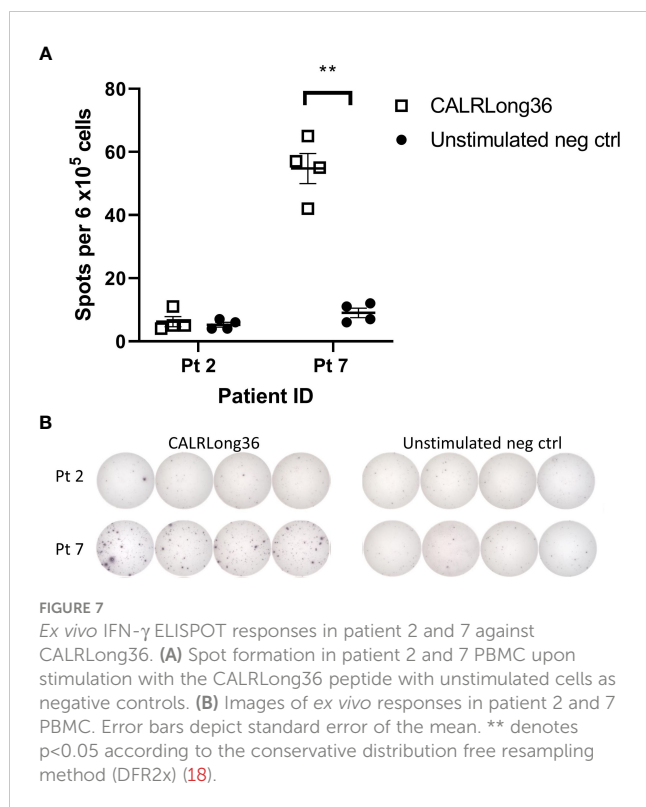 A
**
80
60
40
20
0
Spots per 6 x10⁵ cells
CALRLong36
Unstimulated neg ctrl
Pt 2
Pt 7
Patient ID
B
CALRLong36
Unstimulated neg ctrl
Pt 2
Pt 7
FIGURE 7
Ex vivo IFN-γ ELISPOT responses in patient 2 and 7 against
CALRLong36. (A) Spot formation in patient 2 and 7 PBMC upon
stimulation with the CALRLong36 peptide with unstimulated cells as
negative controls. (B) Images of ex vivo responses in patient 2 and 7
PBMC. Error bars depict standard error of the mean. ** denotes
p<0.05 according to the conservative distribution free resampling
method (DFR2x) (18).